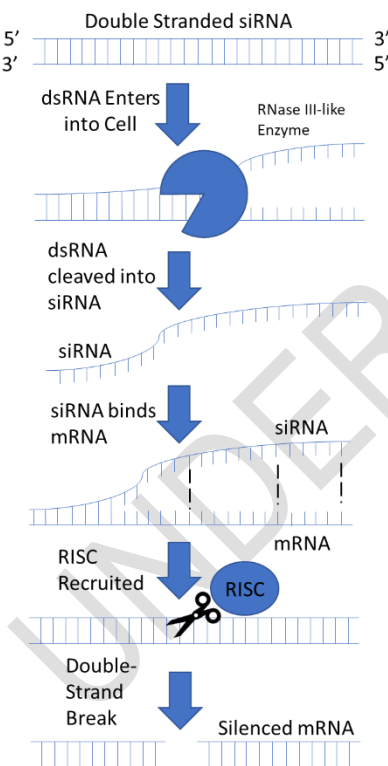 Double Stranded siRNA
5’ 3’
3’ 5’
dsRNA Enters
into Cell
RNase III-like
Enzyme
dsRNA
cleaved into
siRNA
siRNA
siRNA binds
mRNA
siRNA
mRNA
RISC
Recruited
RISC
Double-
Strand
Break
Silenced mRNA
UNDER